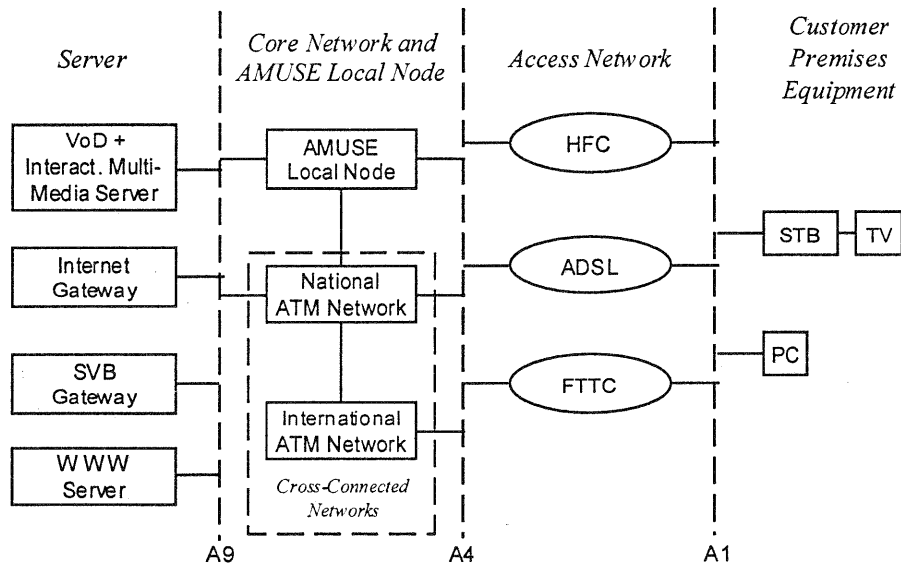 Server
Core Network and
AMUSE Local Node
Access Network
Customer
Premises
Equipment
VoD +
Interact. Multi-
Media Server
Internet
Gateway
SVB
Gateway
WWW
Server
AMUSE
Local Node
National
ATM Network
International
ATM Network
Cross-Connected
Networks
HFC
ADSL
FTTC
STB
TV
PC
A9
A4
A1